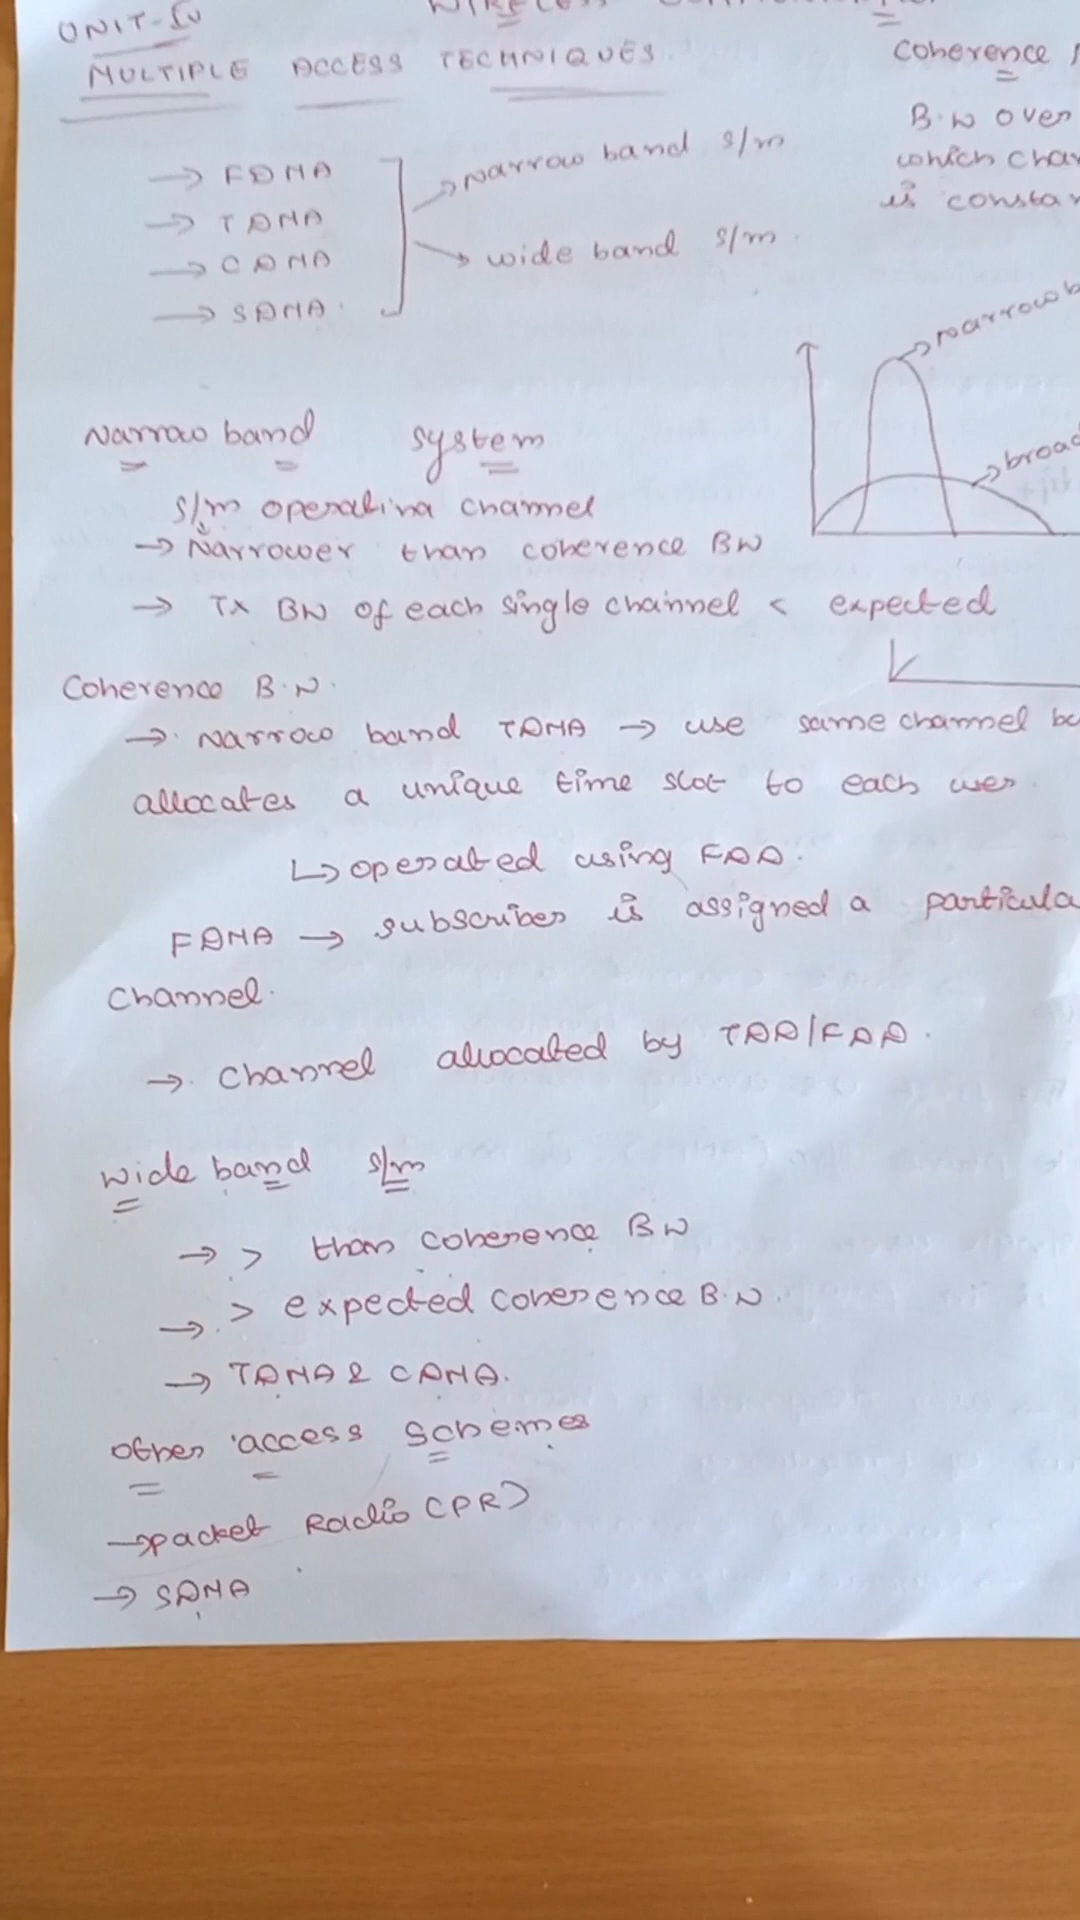 UNIT-IV
MULTIPLE ACCESS TECHNIQUES.
Coherence
B.W over
which
is
→ FDMA
→ TDMA
→ CDMA
→ SDMA.
→ narrow band s/m
→ wide band s/m.
→ broad
Narrow band system
s/m operating channel
→ Narrower than coherence BW
→ TX BW of each single channel < expected
Coherence B.W.
→ narrow band TDMA → use same channel
allocates a unique time slot to each user.
↳ operated using FDD.
FDMA → subscriber is assigned a
channel.
→ channel allocated by TDD/FDD.
wide band s/m
→ > than coherence BW
→ > expected coherence B.W.
→ TDMA & CDMA.
other access schemes
→ packet Radio (PR)
→ SDMA